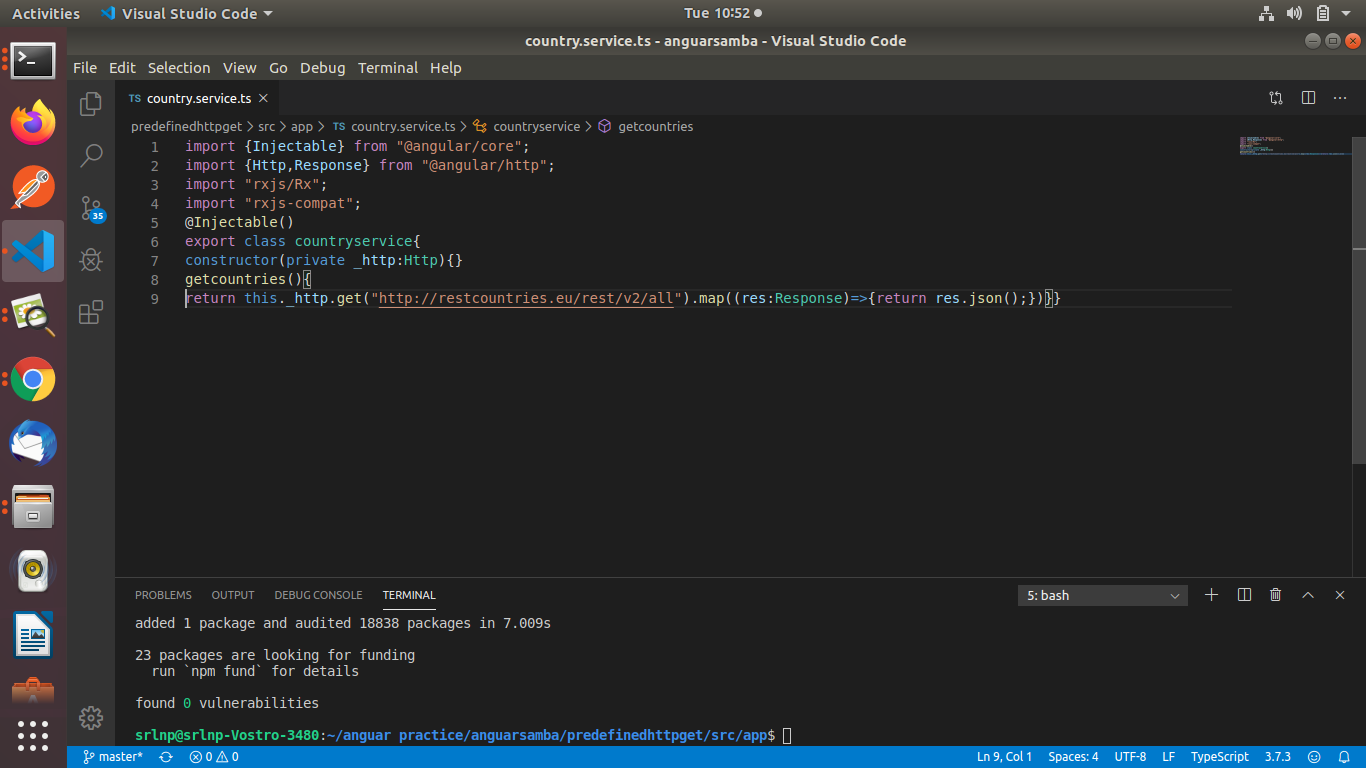 Activities Visual Studio Code Tue 10:52
country.service.ts - anguarsamba - Visual Studio Code
File Edit Selection View Go Debug Terminal Help
TS country.service.ts
predefinedhttpget > src > app > TS country.service.ts > countryservice > getcountries
1 import {Injectable} from "@angular/core";
2 import {Http,Response} from "@angular/http";
3 import "rxjs/Rx";
4 import "rxjs-compat";
5 @Injectable()
6 export class countryservice{
7 constructor(private _http:Http){}
8 getcountries(){
9 return this._http.get("http://restcountries.eu/rest/v2/all").map((res:Response)=>{return res.json();})}}
35
PROBLEMS OUTPUT DEBUG CONSOLE TERMINAL 5: bash
added 1 package and audited 18838 packages in 7.009s
23 packages are looking for funding
run `npm fund` for details
found 0 vulnerabilities
srlnp@srlnp-Vostro-3480:~/anguar practice/anguarsamba/predefinedhttpget/src/app$
master* 0 0 Ln 9, Col 1 Spaces: 4 UTF-8 LF TypeScript 3.7.3